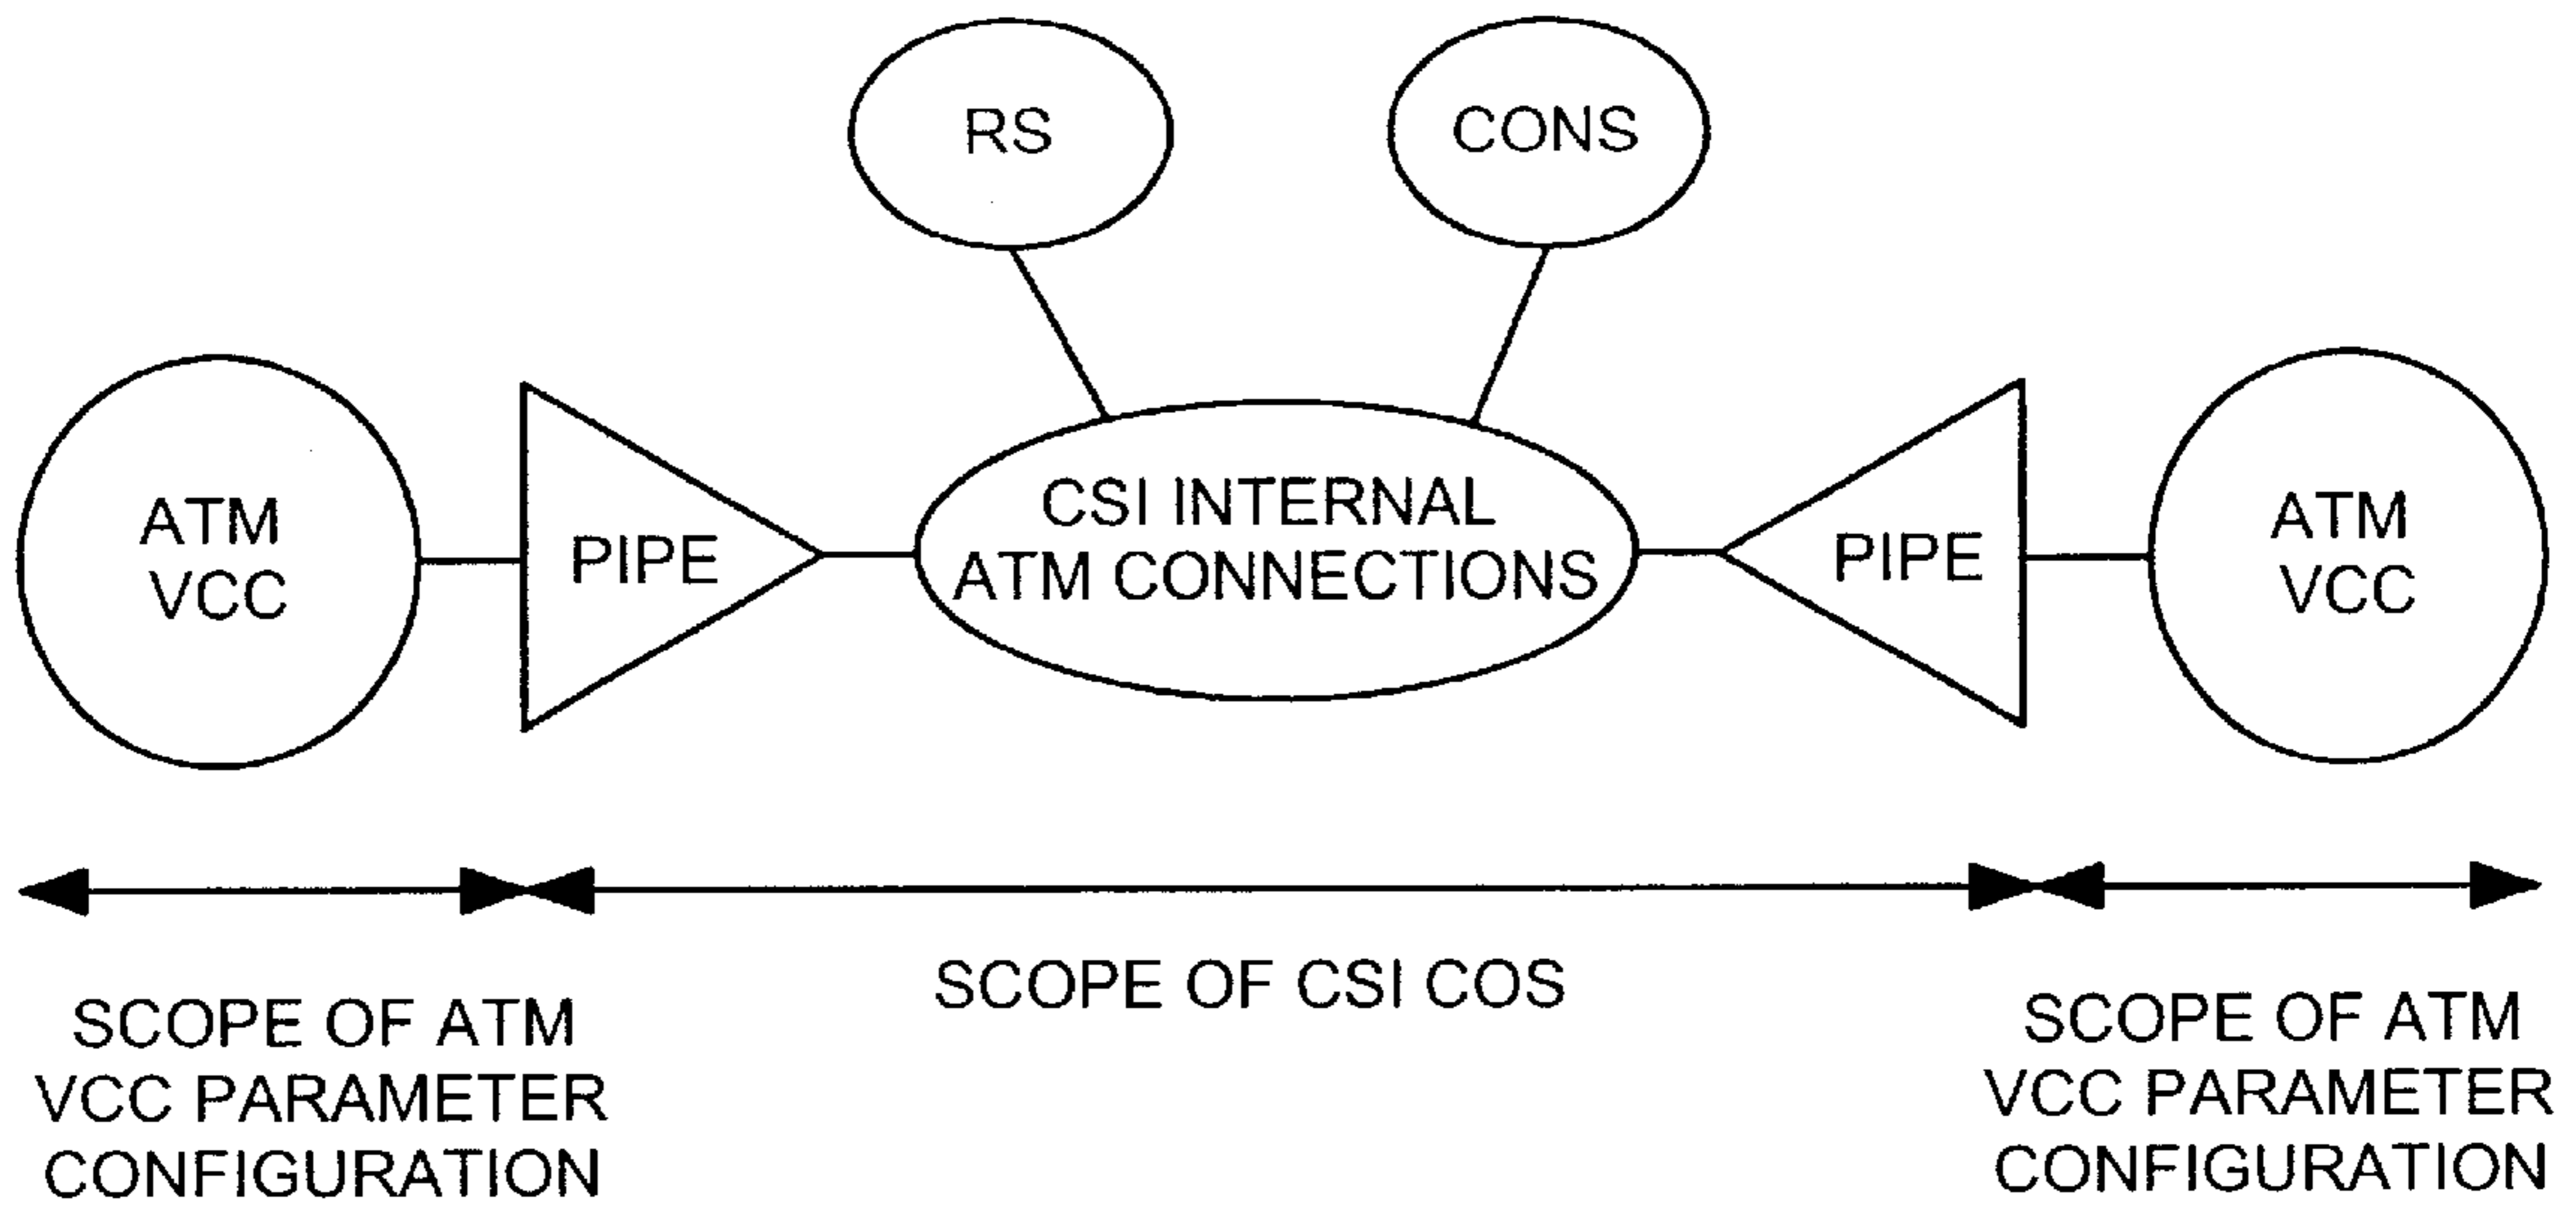 RS
CONS
ATM
VCC
PIPE
CSI INTERNAL
ATM CONNECTIONS
PIPE
ATM
VCC
SCOPE OF ATM
VCC PARAMETER
CONFIGURATION
SCOPE OF CSI COS
SCOPE OF ATM
VCC PARAMETER
CONFIGURATION